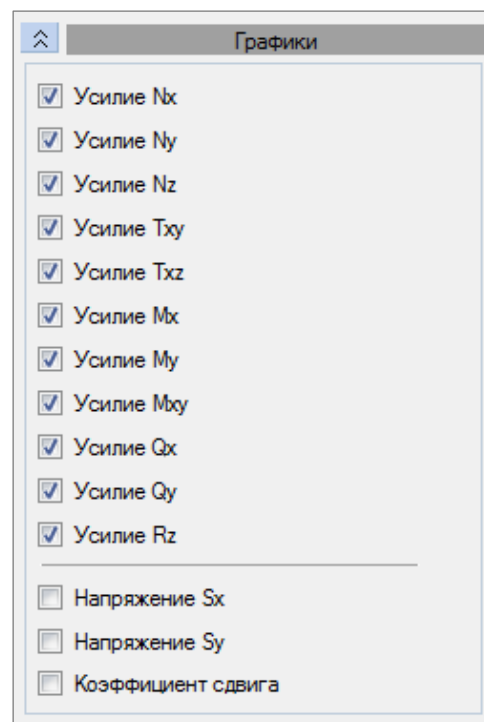 Графики
Усилие Nx
Усилие Ny
Усилие Nz
Усилие Txy
Усилие Txz
Усилие Mx
Усилие My
Усилие Mxy
Усилие Qx
Усилие Qy
Усилие Rz
Напряжение Sx
Напряжение Sy
Коэффициент сдвига